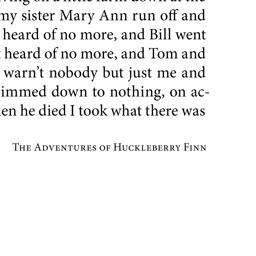 my sister Mary Ann run off and
heard of no more, and Bill went
heard of no more, and Tom and
warn’t nobody but just me and
immed down to nothing, on ac-
en he died I took what there was
The Adventures of Huckleberry Finn